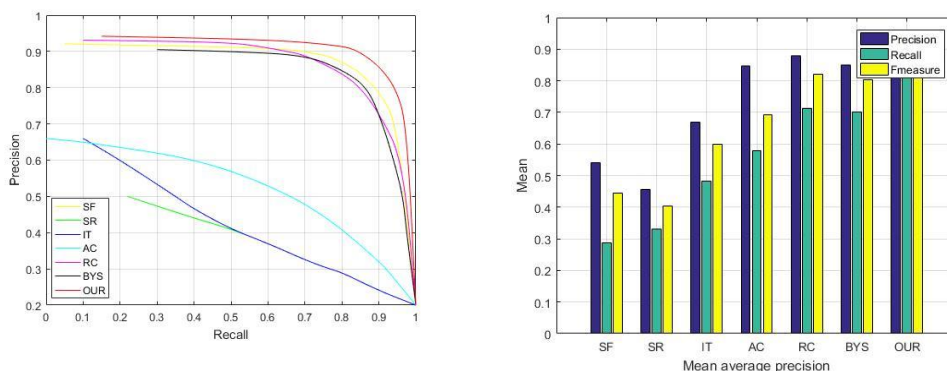 1
0.9
0.8
0.7
0.6
0.5
0.4
0.3
0.2
Precision
0 0.1 0.2 0.3 0.4 0.5 0.6 0.7 0.8 0.9 1
Recall
SF
SR
IT
AC
RC
BYS
OUR
1
0.9
0.8
0.7
0.6
0.5
0.4
0.3
0.2
0.1
0
Mean
SF SR IT AC RC BYS OUR
Mean average precision
Precision
Recall
Fmeasure